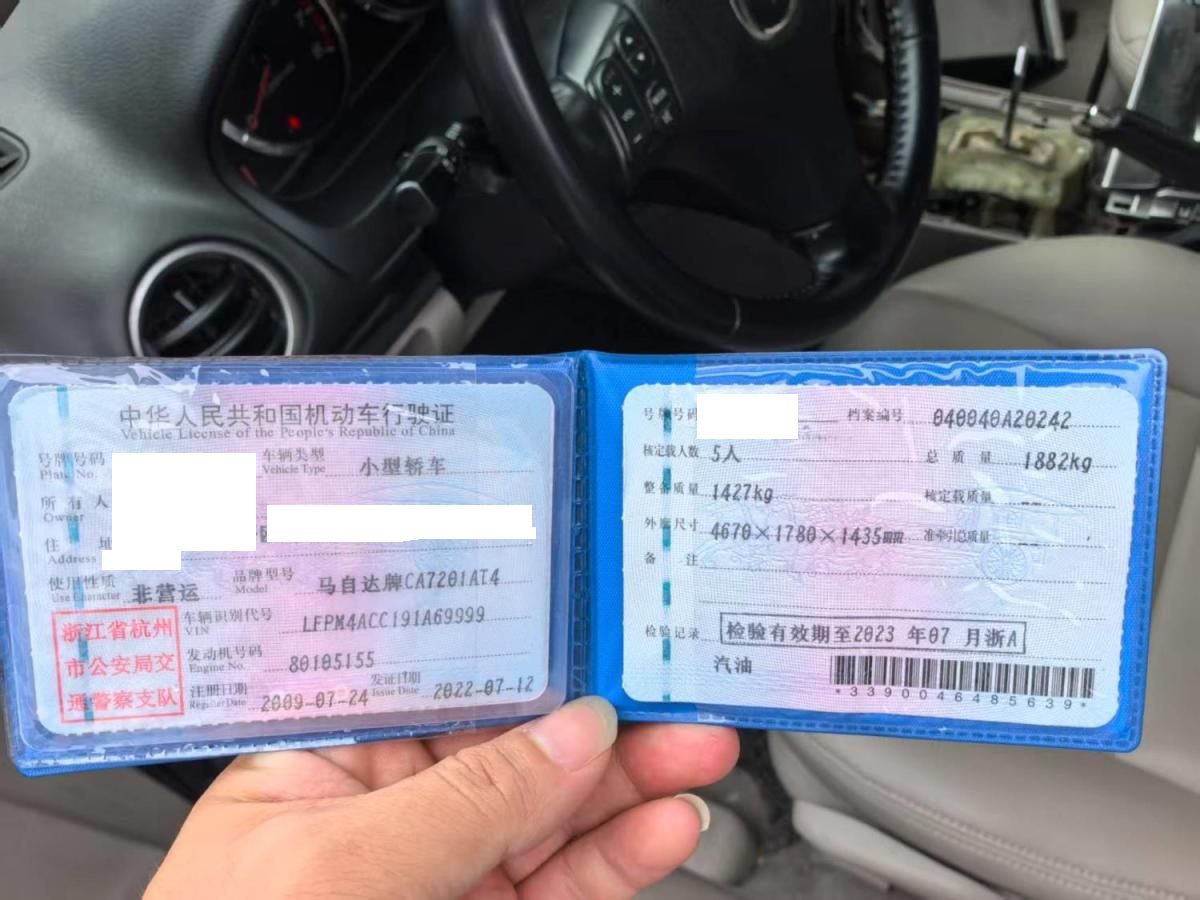 中华人民共和国机动车行驶证
Vehicle License of the People's Republic of China
号牌号码
Plate No.
车辆类型
Vehicle Type
小型轿车
所有人
Owner
住址
Address
使用性质
Use Character
非营运
品牌型号
Model
马自达牌CA7201AT4
浙江省杭州
市公安局交
通警察支队
车辆识别代号
VIN
LFPM4ACC191A69999
发动机号码
Engine No.
80105155
注册日期
Register Date
2009-07-24
发证日期
Issue Date
2022-07-12
号牌号码
档案编号 040040A20242
核定载人数 5人
总质量 1882kg
整备质量 1427kg
核定载质量 --
外廓尺寸 4670×1780×1435mm
准牵引总质量
备注
检验记录
检验有效期至2023 年07 月浙A
汽油
*3390046485639*